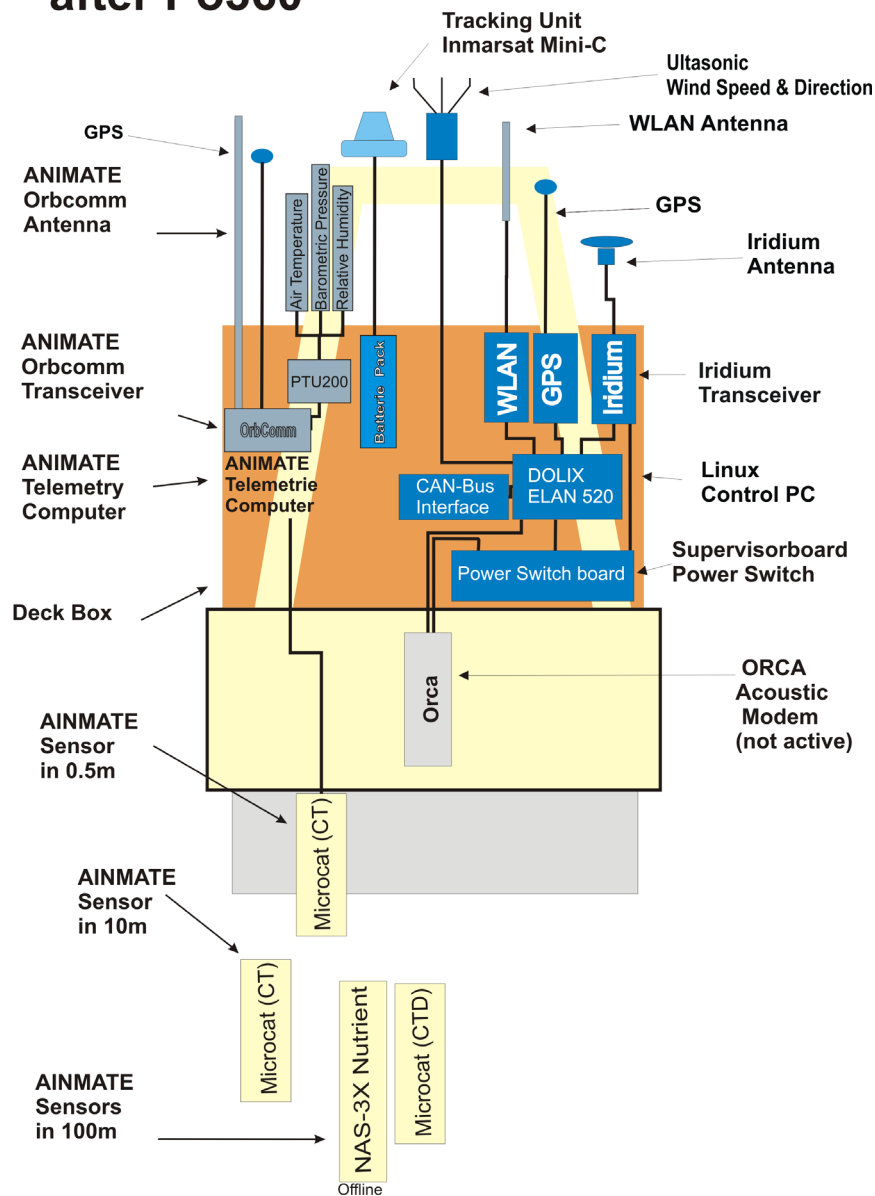 after PU360
Tracking Unit
Inmarsat Mini-C
Ultasonic
Wind Speed & Direction
GPS
WLAN Antenna
ANIMATE
Orbcomm
Antenna
GPS
Iridium
Antenna
Air Temperature
Barometric Pressure
Relative Humidity
ANIMATE
Orbcomm
Transceiver
PTU200
Batterie Pack
WLAN
GPS
Iridium
Iridium
Transceiver
OrbComm
ANIMATE
Telemetry
Computer
ANIMATE
Telemetrie
Computer
CAN-Bus
Interface
DOLIX
ELAN 520
Linux
Control PC
Power Switch board
Supervisorboard
Power Switch
Deck Box
Orca
ORCA
Acoustic
Modem
(not active)
AINMATE
Sensor
in 0.5m
Microcat (CT)
AINMATE
Sensor
in 10m
Microcat (CT)
NAS-3X Nutrient
Microcat (CTD)
AINMATE
Sensors
in 100m
Offline